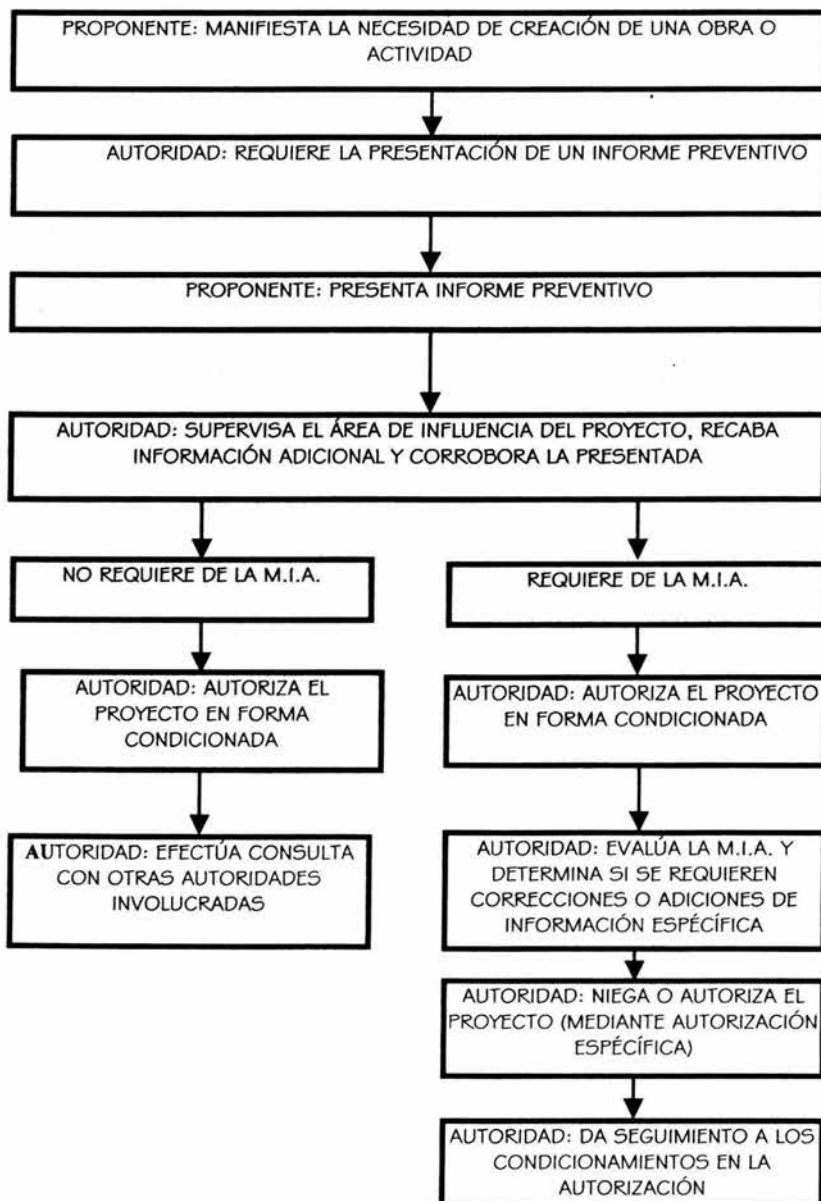 PROPONENTE: MANIFIESTA LA NECESIDAD DE CREACIÓN DE UNA OBRA O
ACTIVIDAD
AUTORIDAD: REQUIERE LA PRESENTACIÓN DE UN INFORME PREVENTIVO
PROPONENTE: PRESENTA INFORME PREVENTIVO
AUTORIDAD: SUPERVISA EL ÁREA DE INFLUENCIA DEL PROYECTO, RECABA
INFORMACIÓN ADICIONAL Y CORROBORA LA PRESENTADA
NO REQUIERE DE LA M.I.A.
AUTORIDAD: AUTORIZA EL
PROYECTO EN FORMA
CONDICIONADA
AUTORIDAD: EFECTÚA CONSULTA
CON OTRAS AUTORIDADES
INVOLUCRADAS
REQUIERE DE LA M.I.A.
AUTORIDAD: AUTORIZA EL PROYECTO
EN FORMA CONDICIONADA
AUTORIDAD: EVALÚA LA M.I.A. Y
DETERMINA SI SE REQUIEREN
CORRECCIONES O ADICIONES DE
INFORMACIÓN ESPÉCÍFICA
AUTORIDAD: NIEGA O AUTORIZA EL
PROYECTO (MEDIANTE AUTORIZACIÓN
ESPÉCÍFICA)
AUTORIDAD: DA SEGUIMIENTO A LOS
CONDICIONAMIENTOS EN LA
AUTORIZACIÓN